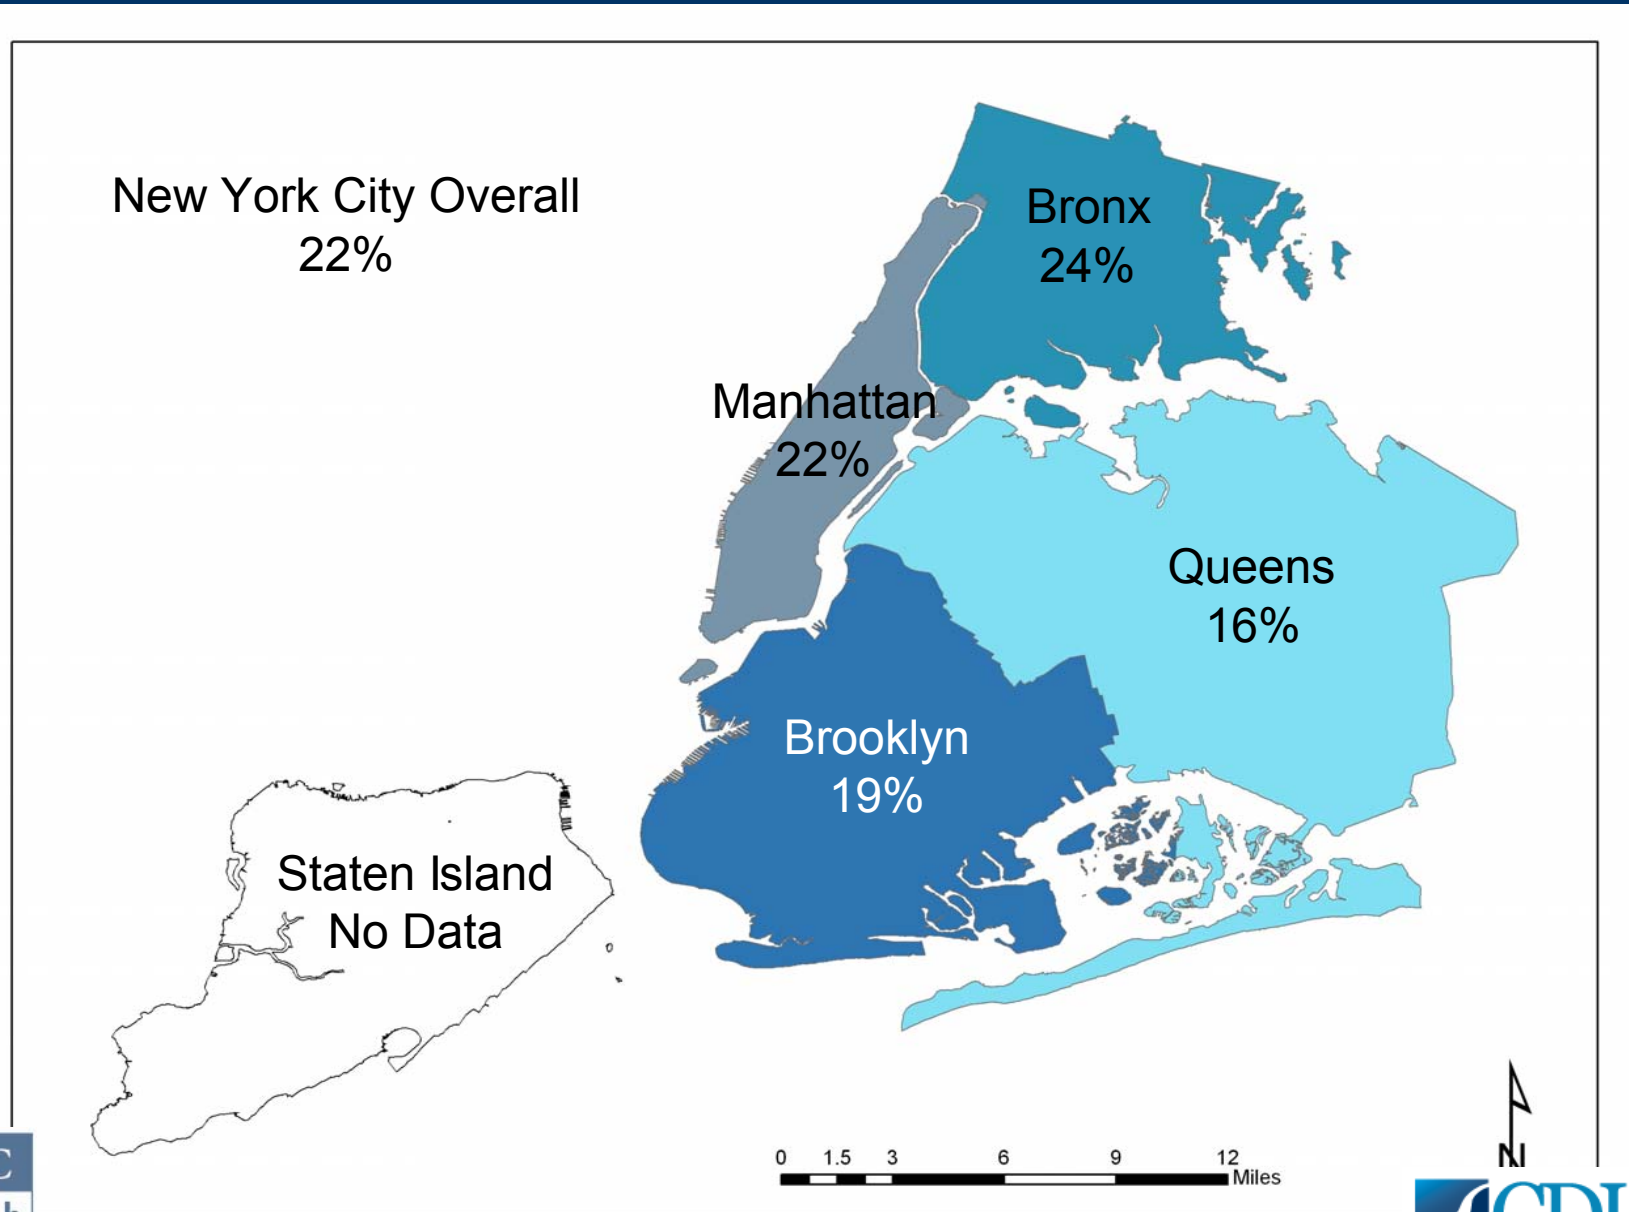 New York City Overall
22%
Bronx
24%
Manhattan
22%
Queens
16%
Brooklyn
19%
Staten Island
No Data
0 1.5 3 6 9 12
Miles
N
C
h